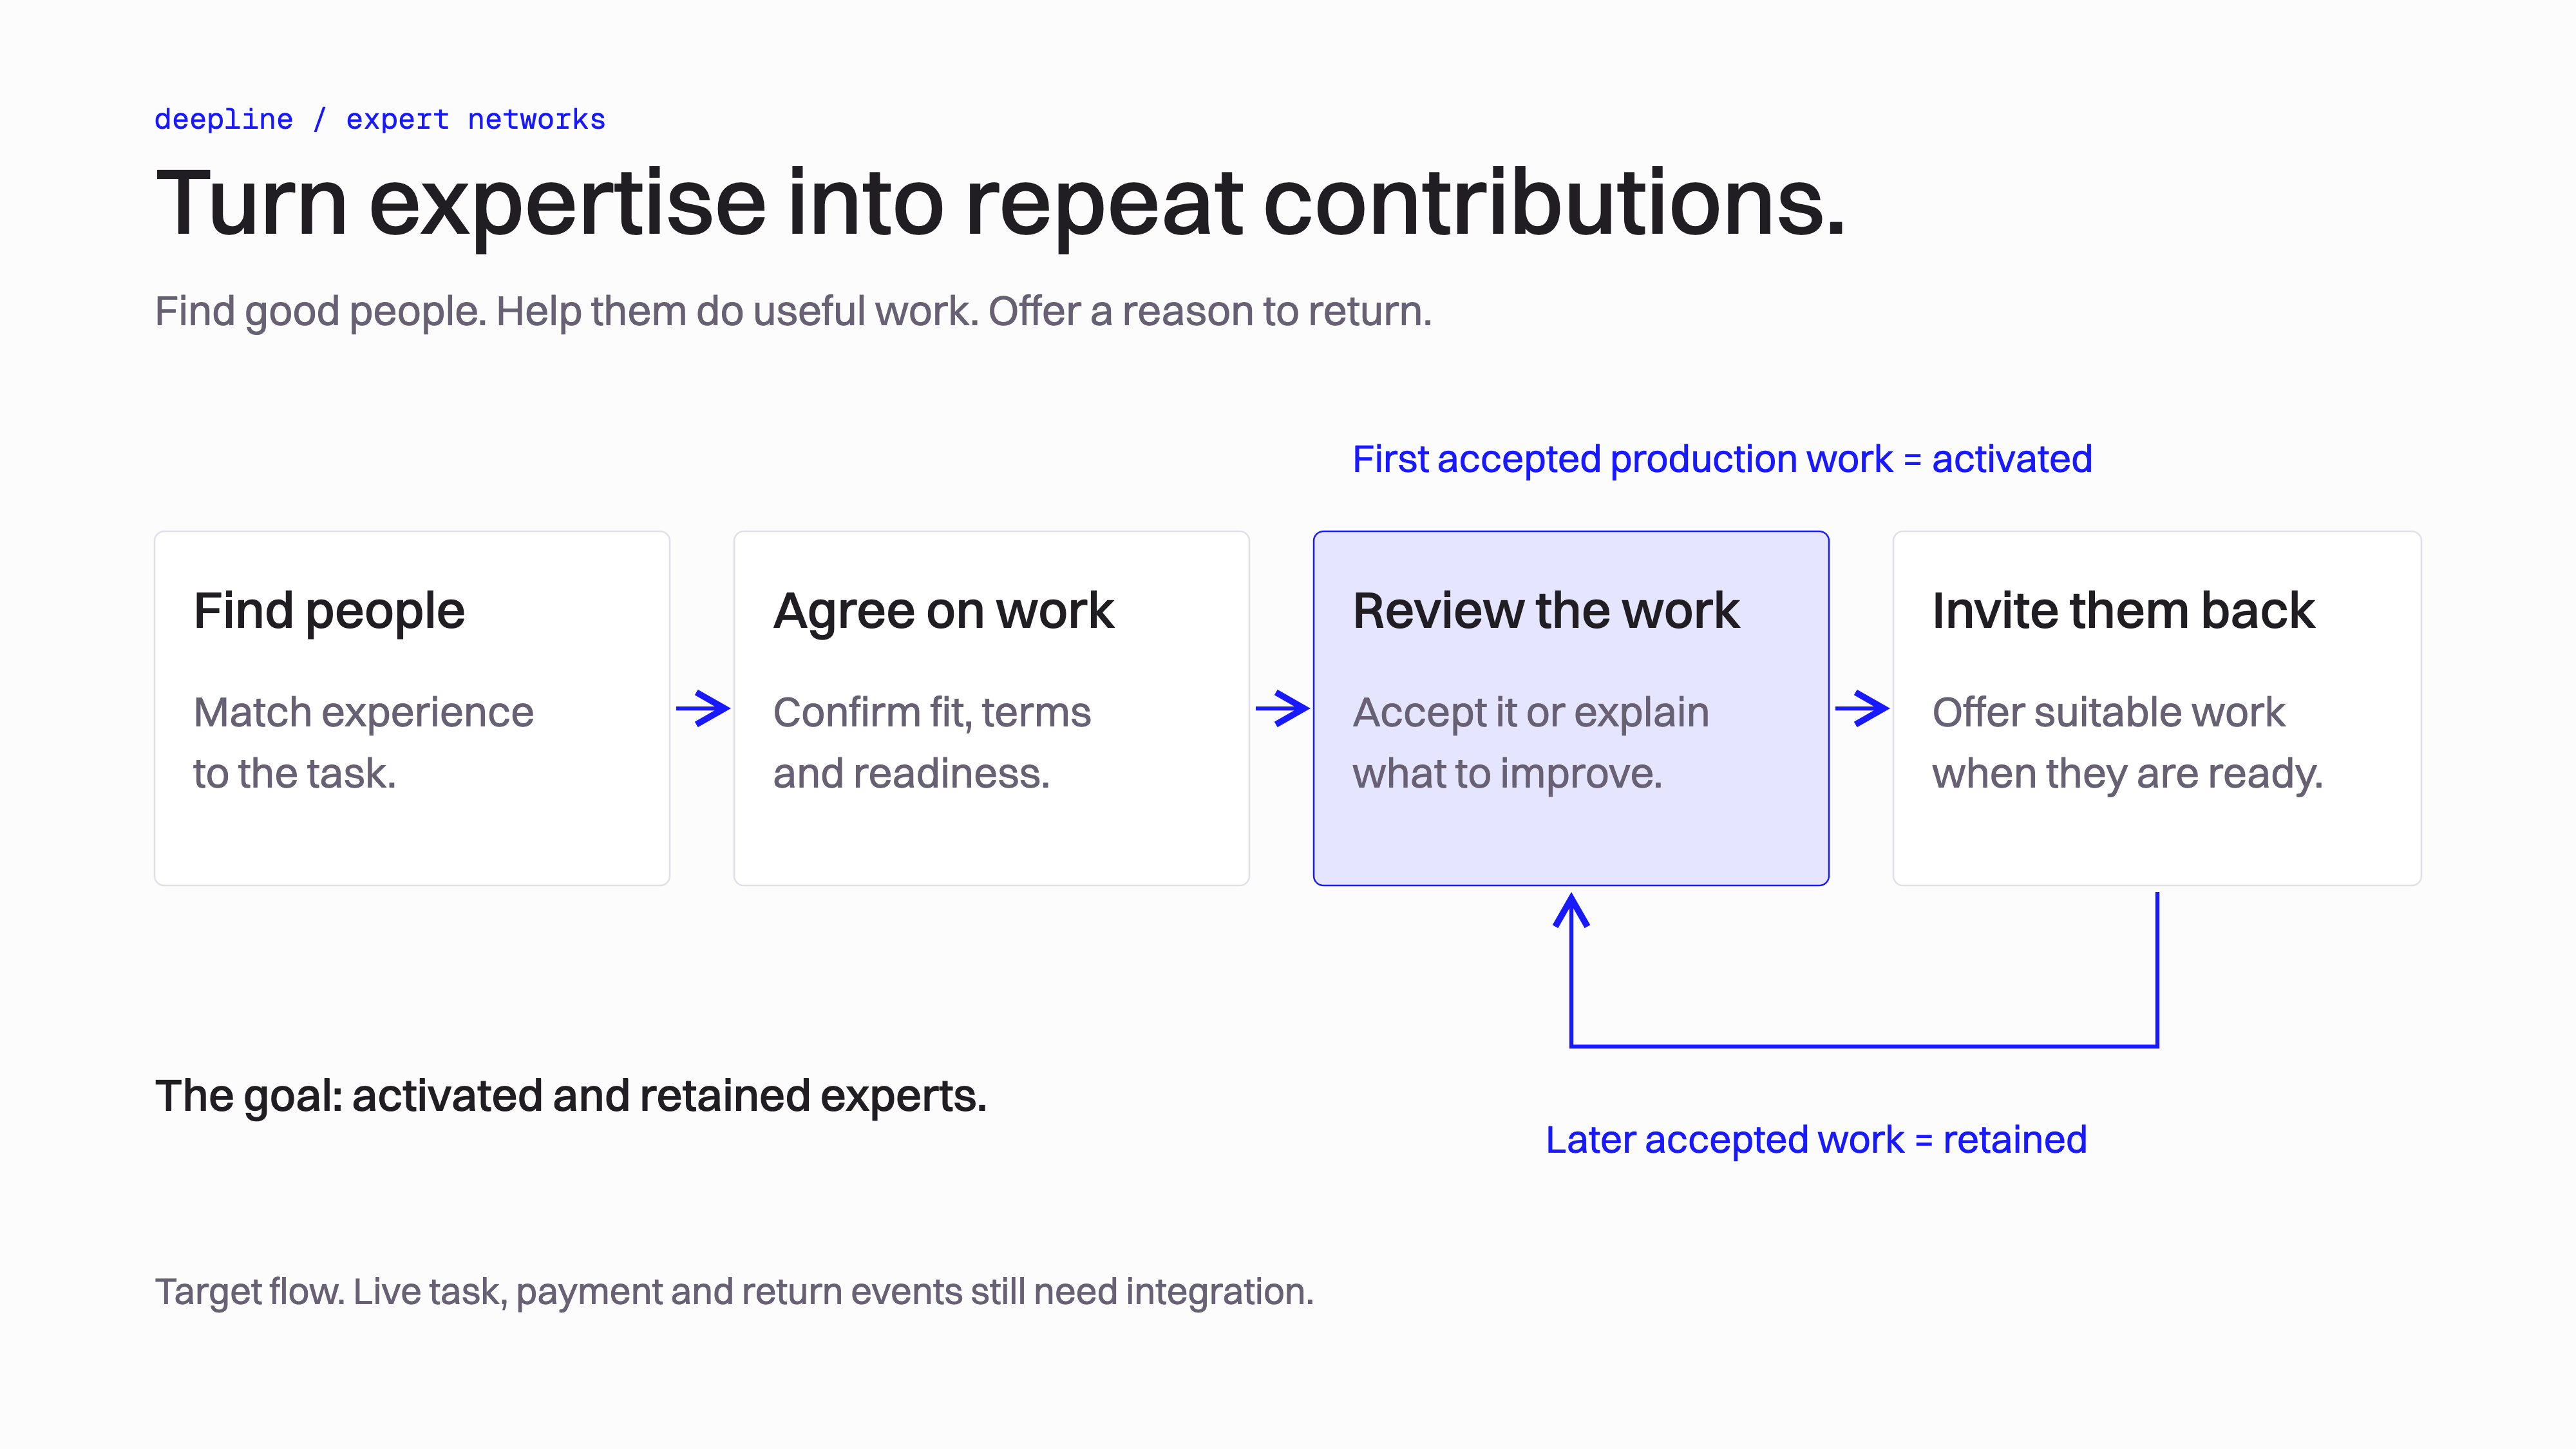 deepline / expert networks
Turn expertise into repeat contributions.
Find good people. Help them do useful work. Offer a reason to return.
First accepted production work = activated
Find people
Match experience
to the task.
Agree on work
Confirm fit, terms
and readiness.
Review the work
Accept it or explain
what to improve.
Invite them back
Offer suitable work
when they are ready.
The goal: activated and retained experts.
Later accepted work = retained
Target flow. Live task, payment and return events still need integration.